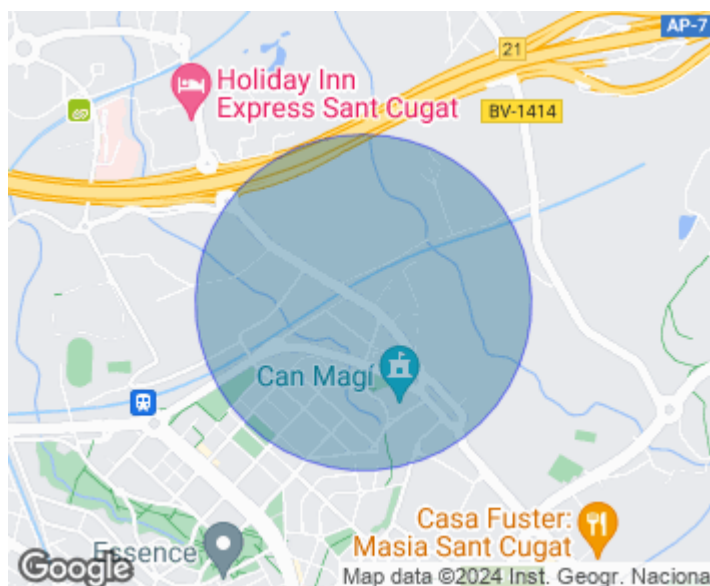 AP-7
21
Holiday Inn
Express Sant Cugat
BV-1414
Can Magí
Casa Fuster:
Masia Sant Cugat
Essence
Google
Map data ©2024 Inst. Geogr. Naciona